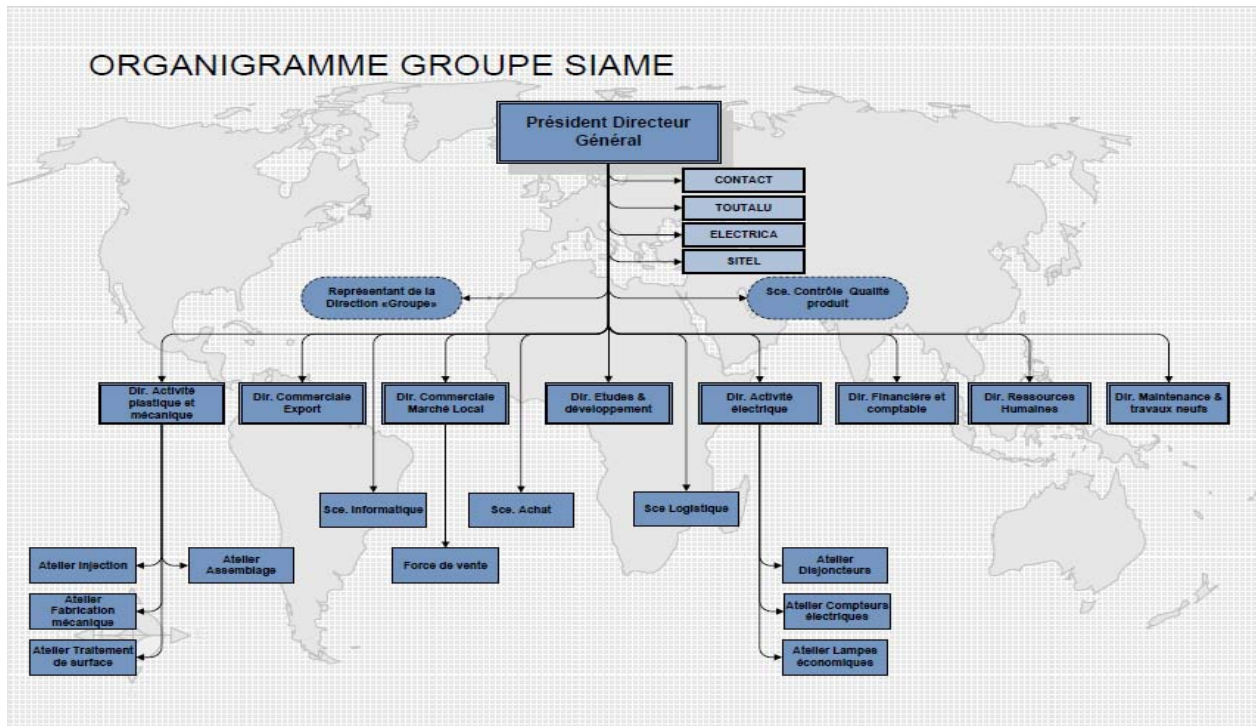 ORGANIGRAMME GROUPE SIAME
Président Directeur
Général
CONTACT
TOUTALU
ELECTRICA
SITEL
Représentant de la
Direction «Groupe»
Sce. Contrôle Qualité
produit
Dir. Activité
plastique et
mécanique
Dir. Commerciale
Export
Dir. Commerciale
Marché Local
Dir. Etudes &
développement
Dir. Activité
électrique
Dir. Financière et
comptable
Dir. Ressources
Humaines
Dir. Maintenance &
travaux neufs
Sce. Informatique
Sce. Achat
Sce Logistique
Atelier Injection
Atelier
Assemblage
Force de vente
Atelier
Disjoncteurs
Atelier
Fabrication
mécanique
Atelier Compteurs
électriques
Atelier Traitement
de surface
Atelier Lampes
économiques